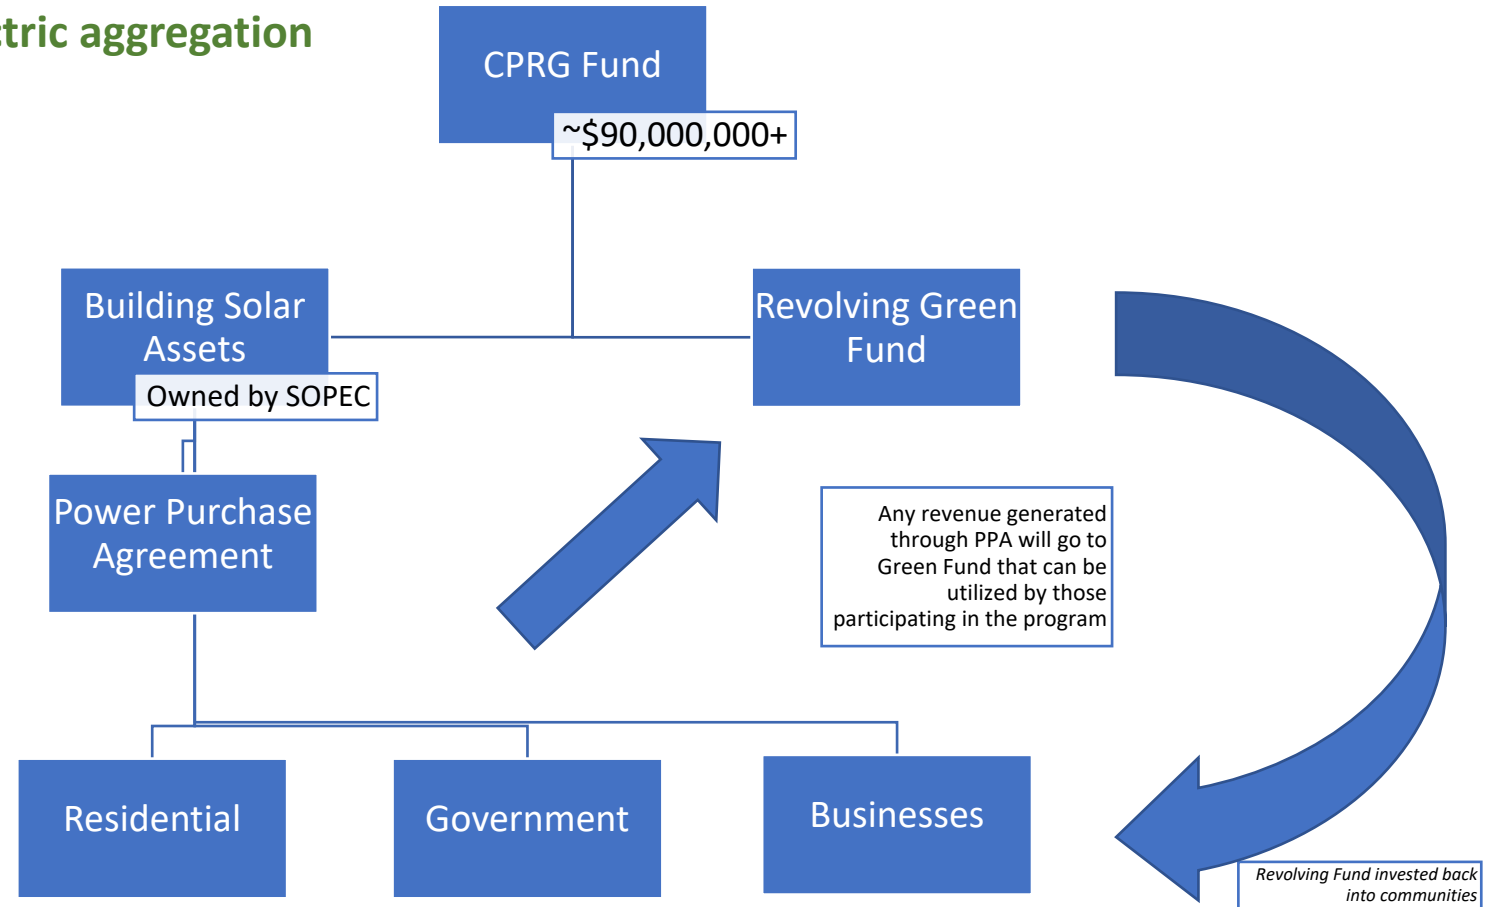 ctric aggregation
CPRG Fund
~$90,000,000+
Building Solar
Assets
Owned by SOPEC
Revolving Green
Fund
Power Purchase
Agreement
Any revenue generated
through PPA will go to
Green Fund that can be
utilized by those
participating in the program
Residential
Government
Businesses
Revolving Fund invested back
into communities